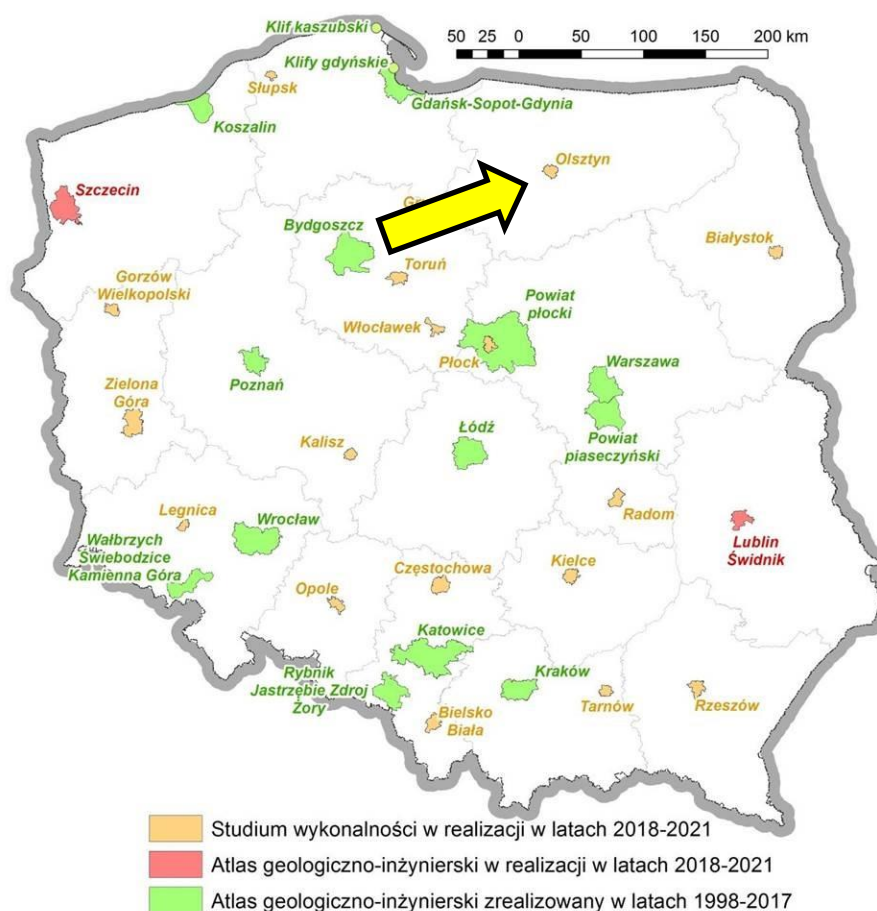 Klif kaszubski
50 25 0 50 100 150 200 km
Klify gdyńskie
Słupsk
Gdańsk-Sopot-Gdynia
Koszalin
Olsztyn
Szczecin
Bydgoszcz
Białystok
Toruń
Gorzów
Wielkopolski
Powiat
płocki
Włocławek
Płock
Warszawa
Poznań
Zielona
Góra
Łódź
Kalisz
Powiat
piaseczyński
Legnica
Wrocław
Radom
Lublin
Świdnik
Wałbrzych
Świebodzice
Kamienna Góra
Częstochowa
Kielce
Opole
Katowice
Kraków
Rybnik
Jastrzębie Zdroj
Żory
Bielsko
Biała
Tarnów
Rzeszów
Studium wykonalności w realizacji w latach 2018-2021
Atlas geologiczno-inżynierski w realizacji w latach 2018-2021
Atlas geologiczno-inżynierski zrealizowany w latach 1998-2017